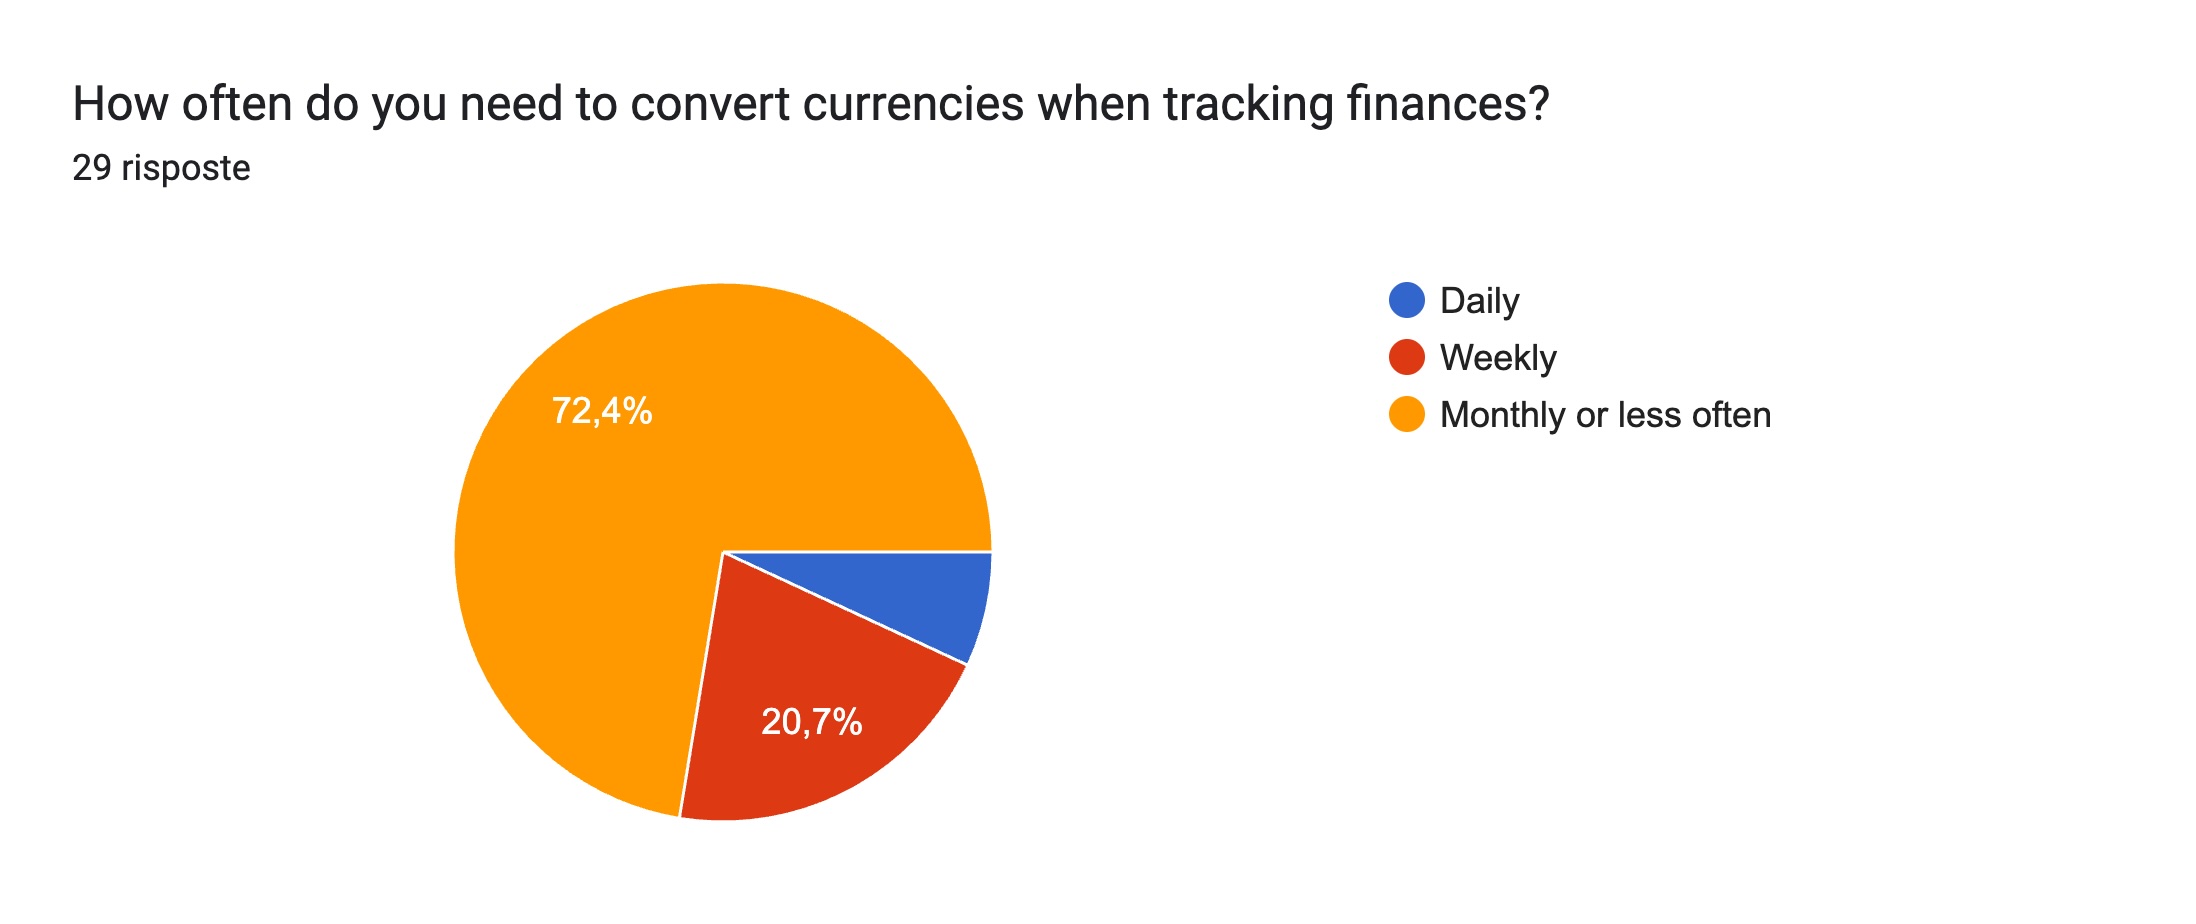 How often do you need to convert currencies when tracking finances?
29 risposte
Daily
Weekly
Monthly or less often
72,4%
20,7%